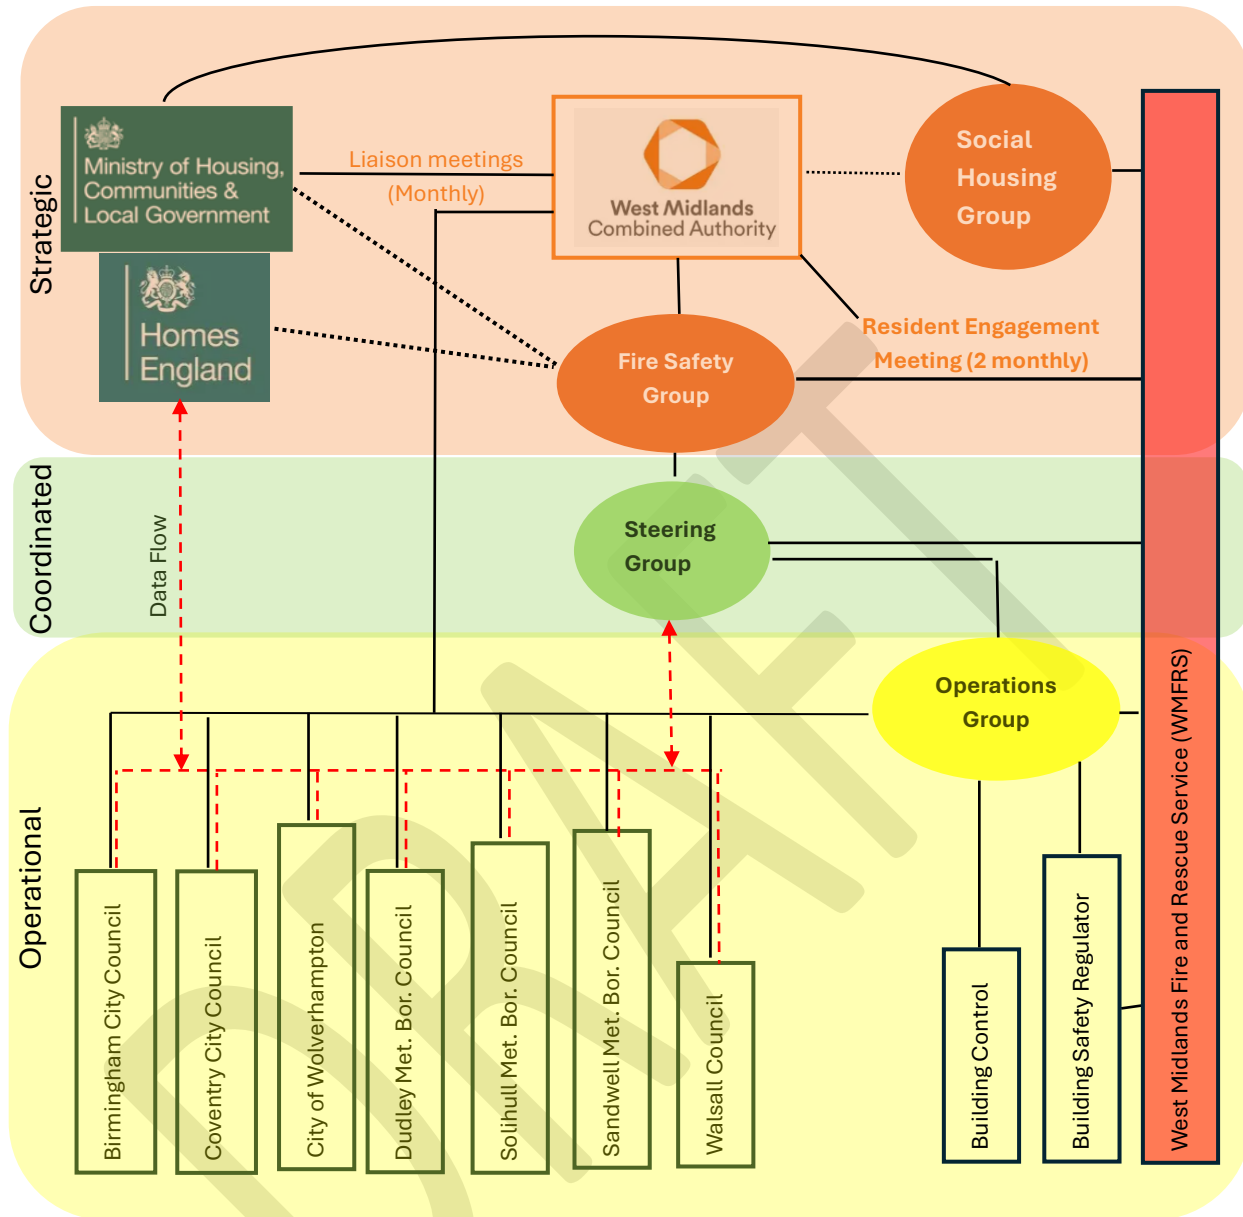 Strategic
Ministry of Housing,
Communities &
Local Government
Liaison meetings
(Monthly)
West Midlands
Combined Authority
Social
Housing
Group
Homes
England
Fire Safety
Group
Resident Engagement
Meeting (2 monthly)
Coordinated
Data Flow
Steering
Group
Operational
Operations
Group
Birmingham City Council
Coventry City Council
City of Wolverhampton
Dudley Met. Bor. Council
Solihull Met. Bor. Council
Sandwell Met. Bor. Council
Walsall Council
Building Control
Building Safety Regulator
West Midlands Fire and Rescue Service (WMFRS)
DRAFT